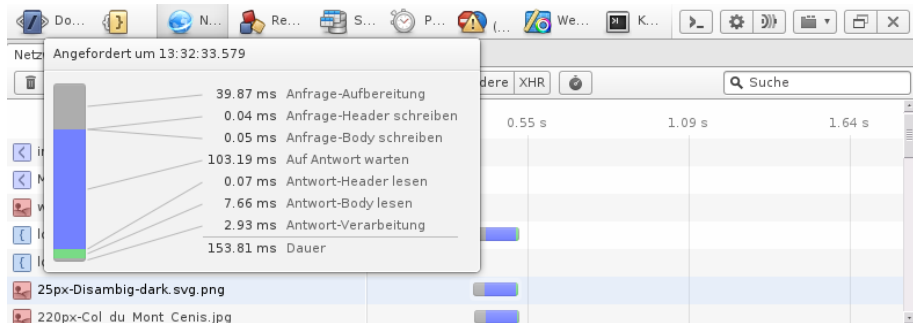 Do... N... Re... S... P... (... We... K...
Netz
Angefordert um 13:32:33.579
dere XHR Suche
39.87 ms Anfrage-Aufbereitung
0.04 ms Anfrage-Header schreiben
0.05 ms Anfrage-Body schreiben
103.19 ms Auf Antwort warten
0.07 ms Antwort-Header lesen
7.66 ms Antwort-Body lesen
2.93 ms Antwort-Verarbeitung
153.81 ms Dauer
0.55 s 1.09 s 1.64 s
25px-Disambig-dark.svg.png
220px-Col du Mont Cenis.jpg